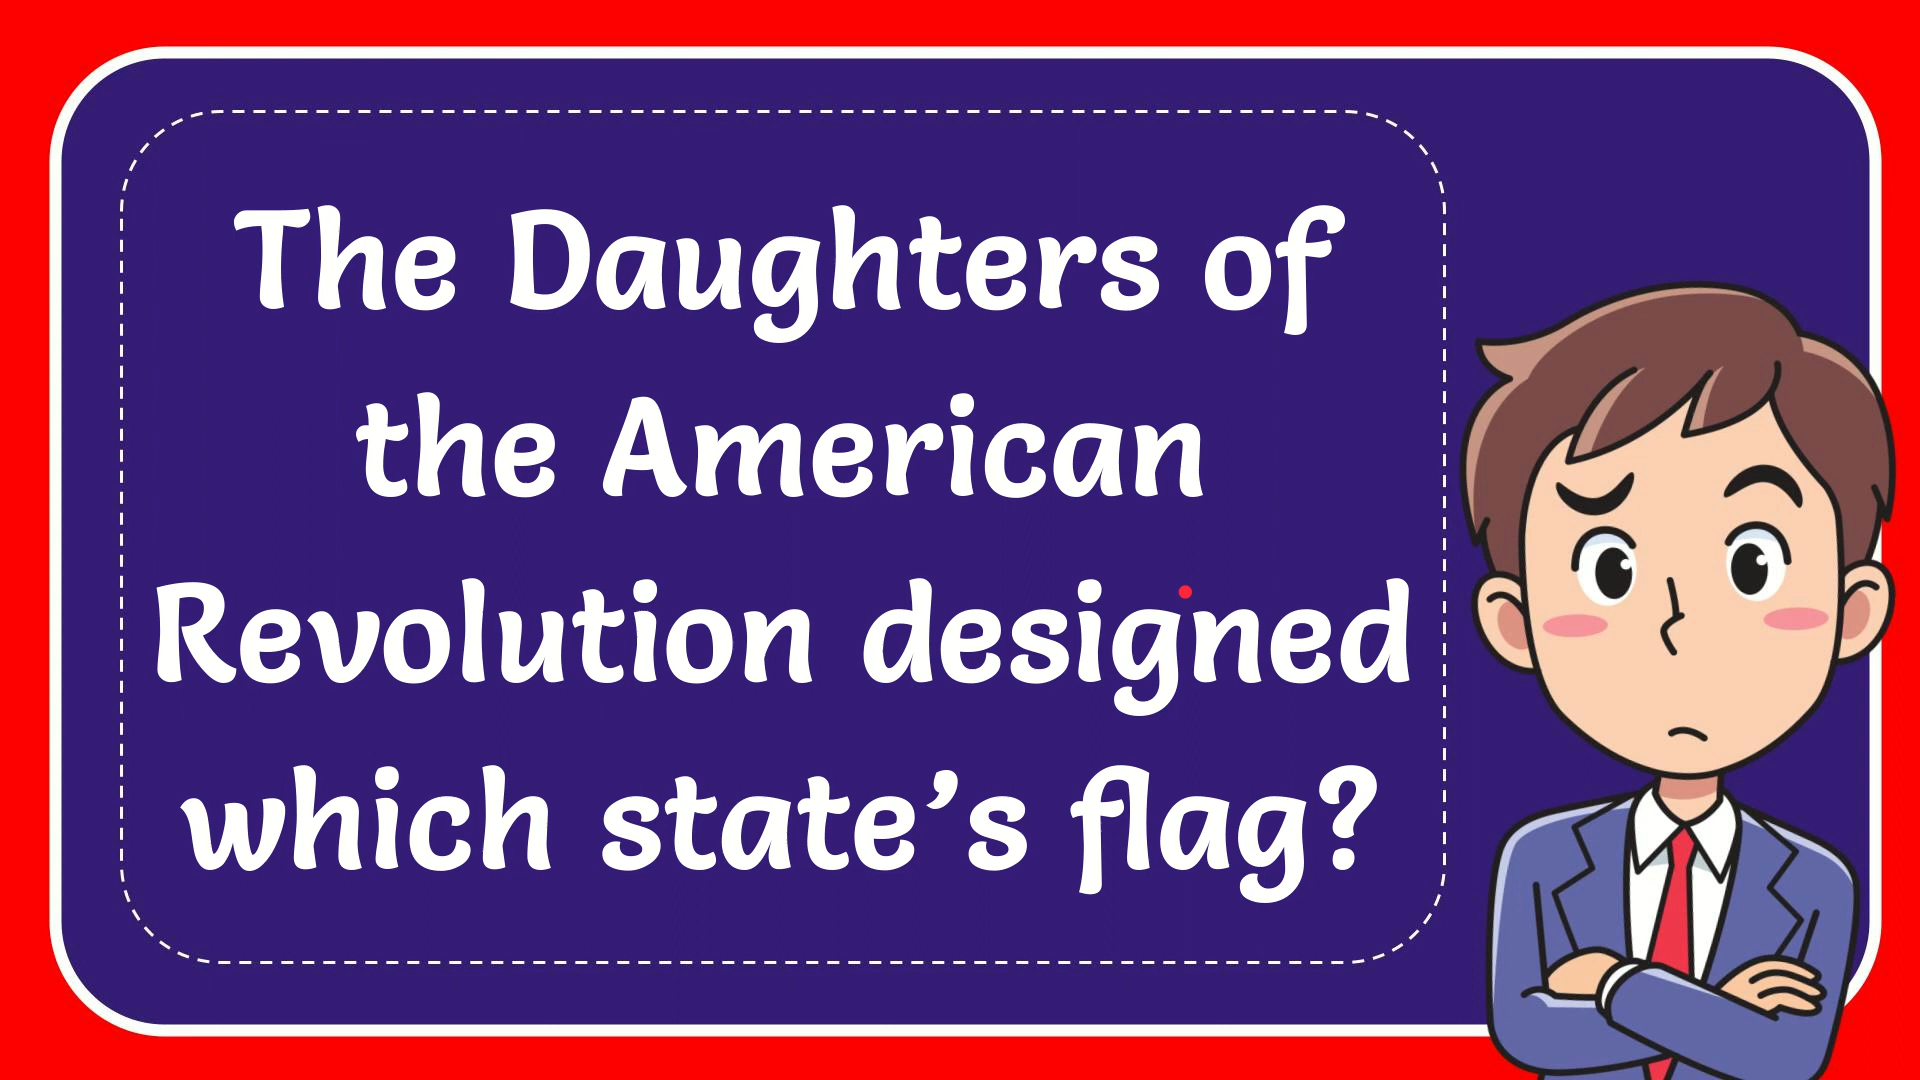 The Daughters of
the American
Revolution designed
which state’s flag?